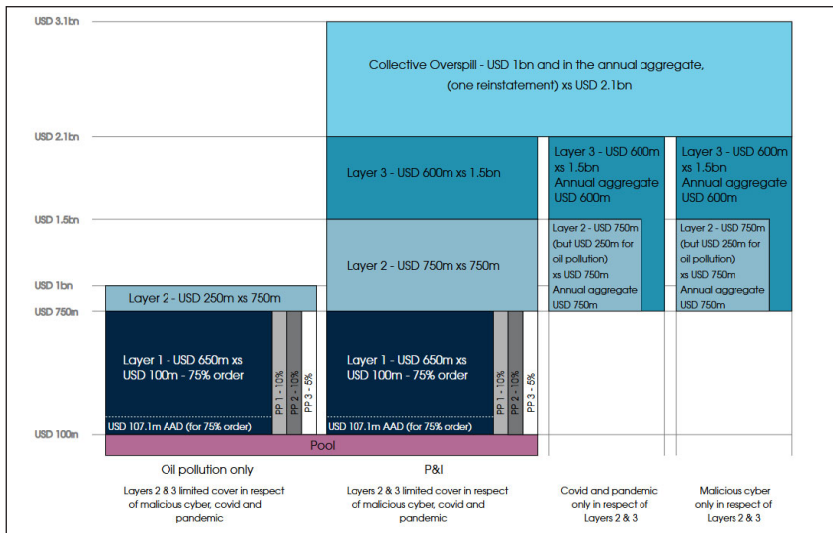 USD 3.1bn
Collective Overspill - USD 1bn and in the annual aggregate,
(one reinstatement) xs USD 2.1bn
USD 2.1bn
Layer 3 - USD 600m xs 1.5bn
Layer 3 - USD 600m
xs 1.5bn
Annual aggregate
USD 600m
Layer 3 - USD 600m
xs 1.5bn
Annual aggregate
USD 600m
USD 1.5bn
Layer 2 - USD 750m xs 750m
Layer 2 - USD 750m
(but USD 250m for
oil pollution)
xs USD 750m
Annual aggregate
USD 750m
Layer 2 - USD 750m
(but USD 250m for
oil pollution)
xs USD 750m
Annual aggregate
USD 750m
USD 1bn
Layer 2 - USD 250m xs 750m
USD 750m
Layer 1 - USD 650m xs
USD 100m - 75% order
PP 1 - 10%
PP 2 - 10%
PP 3 - 5%
USD 107.1m AAD (for 75% order)
Layer 1 - USD 650m xs
USD 100m - 75% order
PP 1 - 10%
PP 2 - 10%
PP 3 - 5%
USD 107.1m AAD (for 75% order)
USD 100m
Pool
Oil pollution only
Layers 2 & 3 limited cover in respect
of malicious cyber, covid and
pandemic
P&I
Layers 2 & 3 limited cover in respect
of malicious cyber, covid and
pandemic
Covid and pandemic
only in respect of
Layers 2 & 3
Malicious cyber
only in respect of
Layers 2 & 3